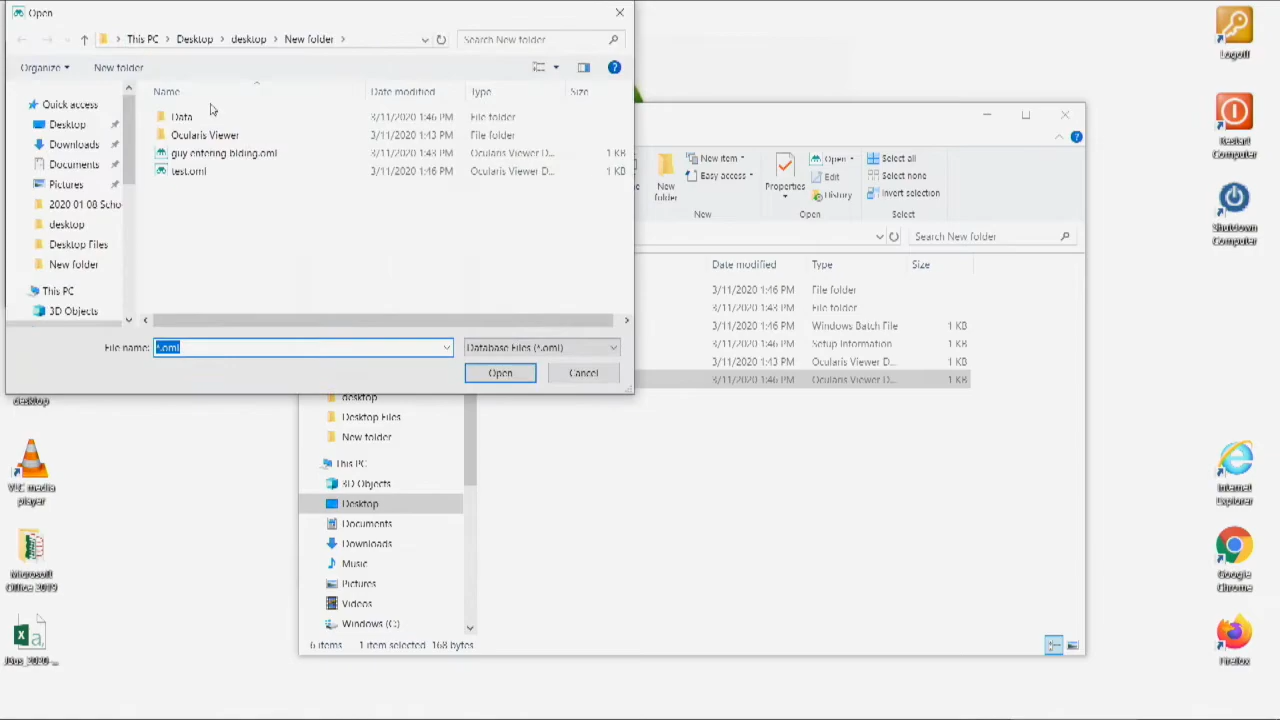 Open
This PC > Desktop > desktop > New folder >
Search New folder
Organize
New folder
Name
Date modified
Type
Size
Quick access
Desktop
Downloads
Documents
Pictures
2020 01 08 Scho
desktop
Desktop Files
New folder
This PC
3D Objects
Data 3/11/2020 1:46 PM File folder
Ocularis Viewer 3/11/2020 1:43 PM File folder
guy entering blding.oml 3/11/2020 1:43 PM Ocularis Viewer D... 1 KB
test.oml 3/11/2020 1:46 PM Ocularis Viewer D... 1 KB
File name: *.oml
Database Files (*.oml)
Open
Cancel
New item
Easy access
New folder
New
Properties
Open
Edit
History
Open
Select all
Select none
Invert selection
Select
Search New folder
Date modified Type Size
3/11/2020 1:46 PM File folder
3/11/2020 1:43 PM File folder
3/11/2020 1:46 PM Windows Batch File 1 KB
3/11/2020 1:46 PM Setup Information 1 KB
3/11/2020 1:43 PM Ocularis Viewer D... 1 KB
3/11/2020 1:46 PM Ocularis Viewer D... 1 KB
desktop
Desktop Files
New folder
This PC
3D Objects
Desktop
Documents
Downloads
Music
Pictures
Videos
Windows (C:)
6 items
1 item selected 168 bytes
desktop
VLC media
player
Microsoft
Office 2019
Logoff
Restart
Computer
Shutdown
Computer
Internet
Explorer
Google
Chrome
Firefox